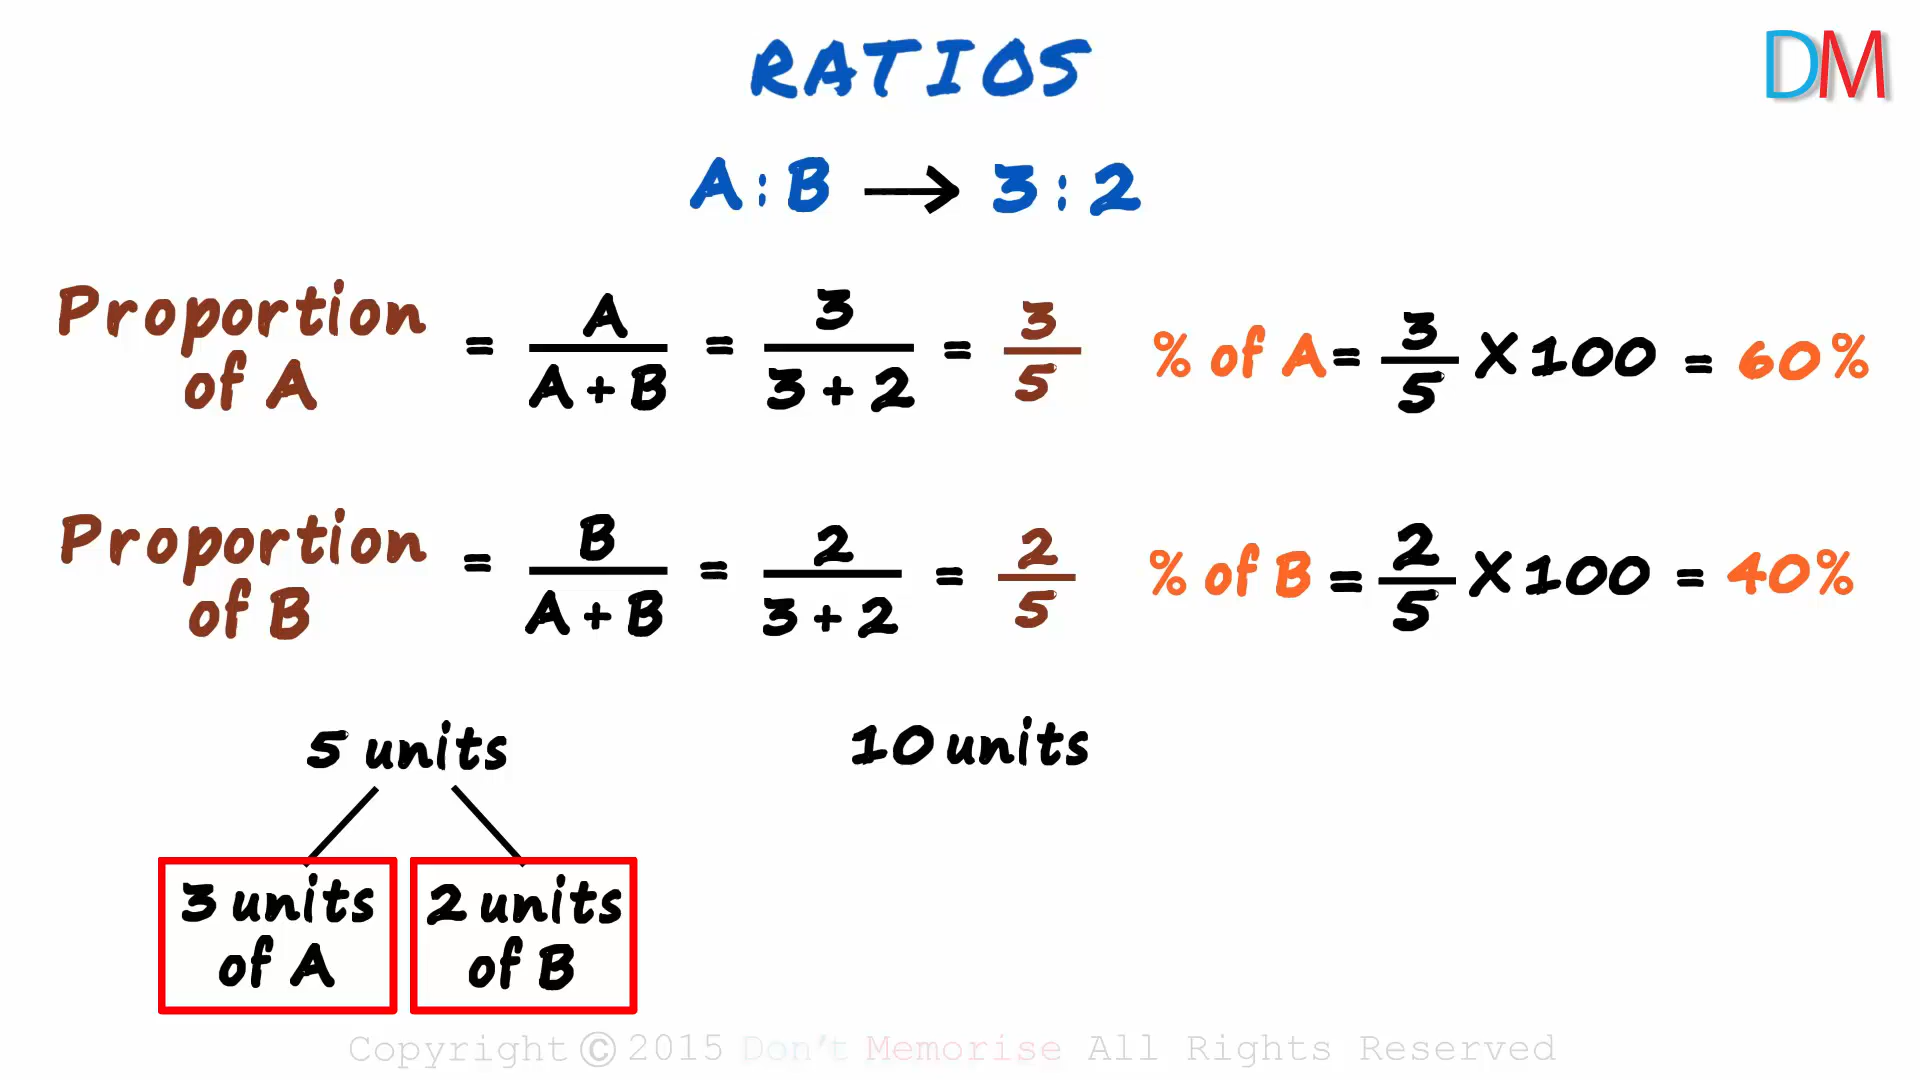 RATIOS
DM
A : B → 3 : 2
Proportion of A = A / A + B = 3 / 3 + 2 = 3 / 5
% of A = 3 / 5 X 100 = 60%
Proportion of B = B / A + B = 2 / 3 + 2 = 2 / 5
% of B = 2 / 5 X 100 = 40%
5 units
10 units
3 units
of A
2 units
of B
Copyright © 2015 Don't Memorise All Rights Reserved